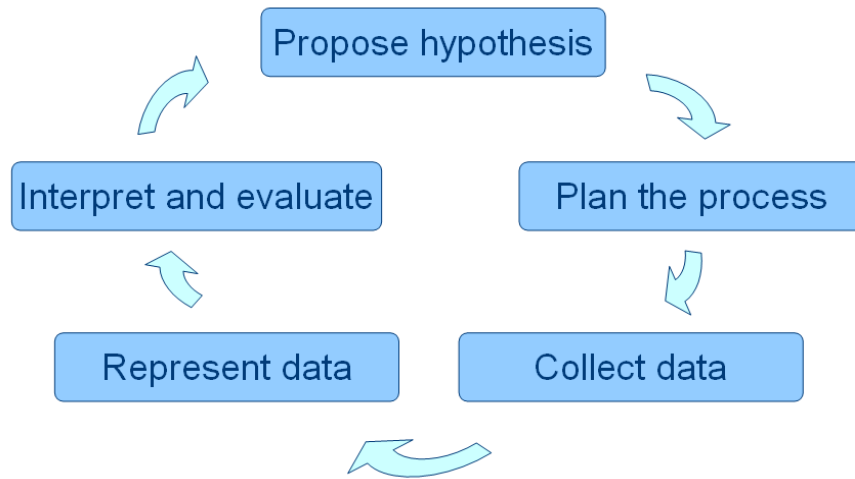 Propose hypothesis
Plan the process
Collect data
Represent data
Interpret and evaluate